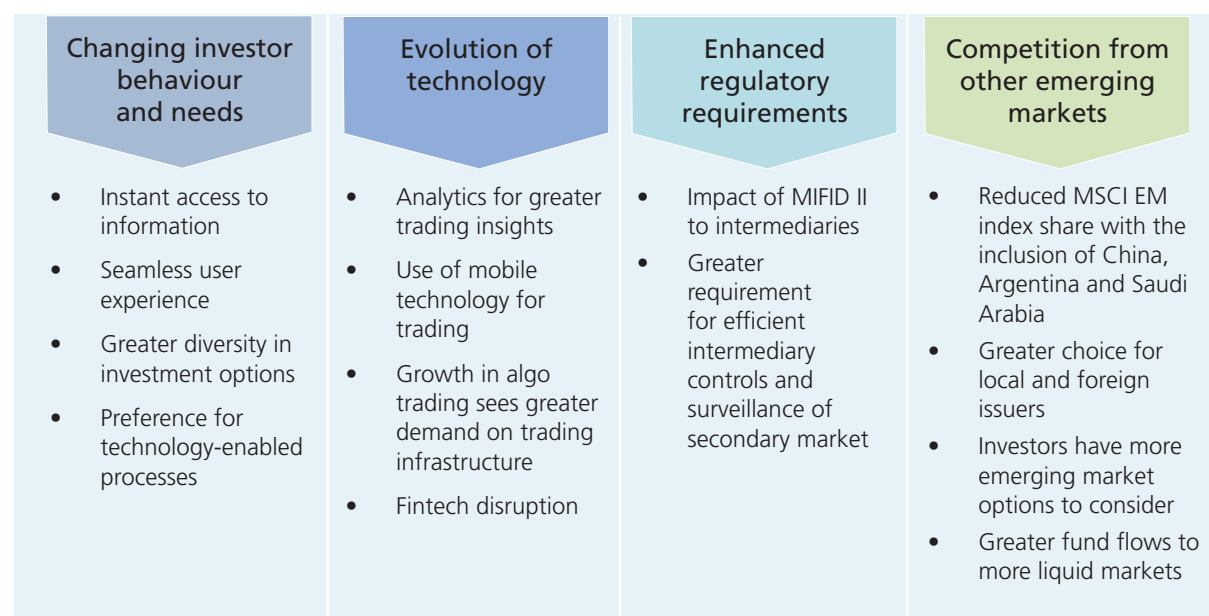 Changing investor
behaviour
and needs
• Instant access to
information
• Seamless user
experience
• Greater diversity in
investment options
• Preference for
technology-enabled
processes
Evolution of
technology
• Analytics for greater
trading insights
• Use of mobile
technology for
trading
• Growth in algo
trading sees greater
demand on trading
infrastructure
• Fintech disruption
Enhanced
regulatory
requirements
• Impact of MIFID II
to intermediaries
• Greater
requirement
for efficient
intermediary
controls and
surveillance of
secondary market
Competition from
other emerging
markets
• Reduced MSCI EM
index share with the
inclusion of China,
Argentina and Saudi
Arabia
• Greater choice for
local and foreign
issuers
• Investors have more
emerging market
options to consider
• Greater fund flows to
more liquid markets